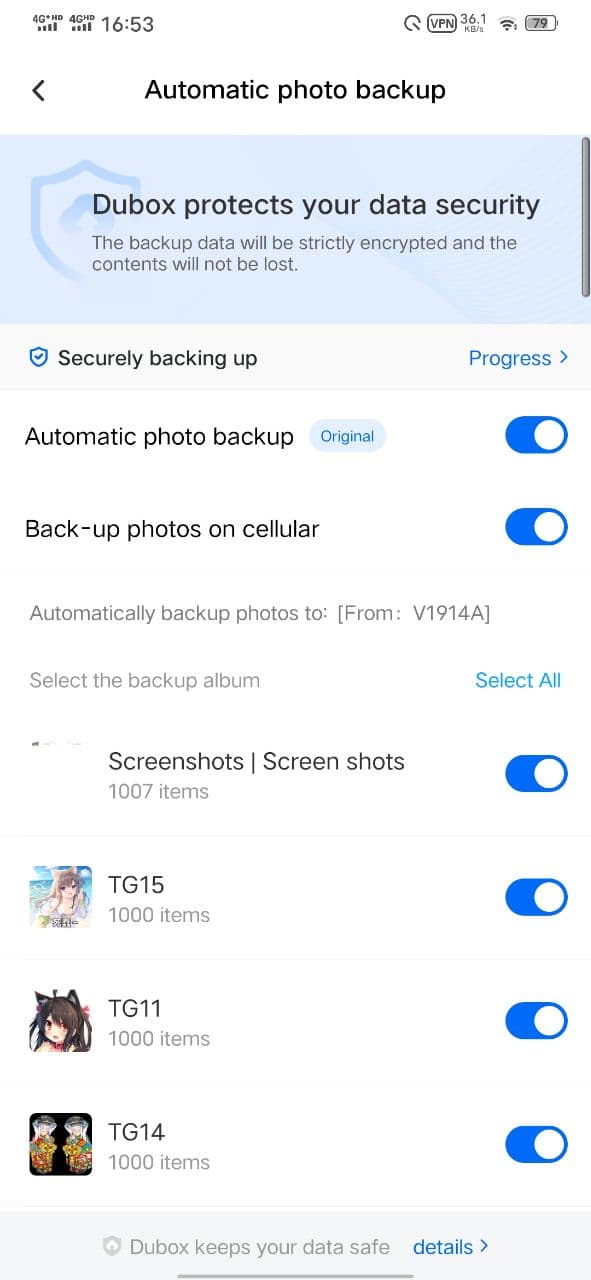 4G+HD 4GHD 16:53 VPN 36.1 KB/s 79
Automatic photo backup
Dubox protects your data security
The backup data will be strictly encrypted and the
contents will not be lost.
Securely backing up Progress >
Automatic photo backup Original
Back-up photos on cellular
Automatically backup photos to: [From： V1914A]
Select the backup album Select All
Screenshots | Screen shots
1007 items
TG15
1000 items
TG11
1000 items
TG14
1000 items
Dubox keeps your data safe details >